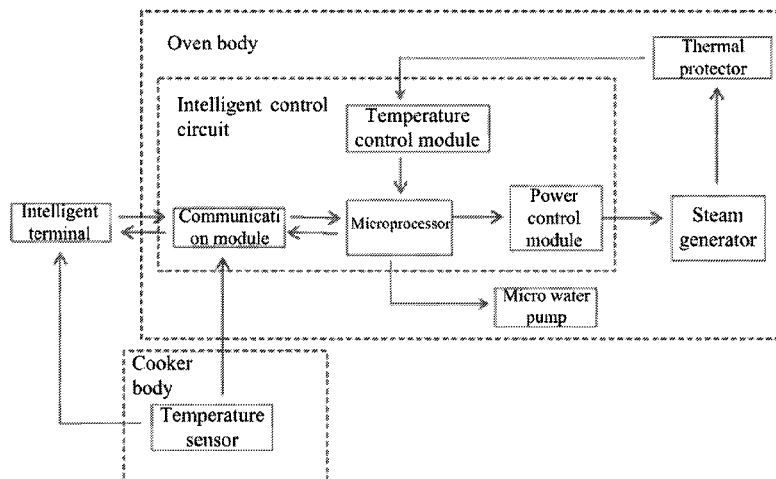 Oven body
Thermal
protector
Intelligent control
circuit
Temperature
control module
Intelligent
terminal
Communicati
on module
Microprocessor
Power
control
module
Steam
generator
Micro water
pump
Cooker
body
Temperature
sensor